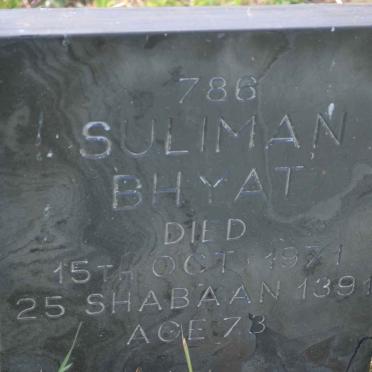 786
SULIMAN
BHYAT
DIED
15TH OCT 1971
25 SHABAAN 1391
AGE 73